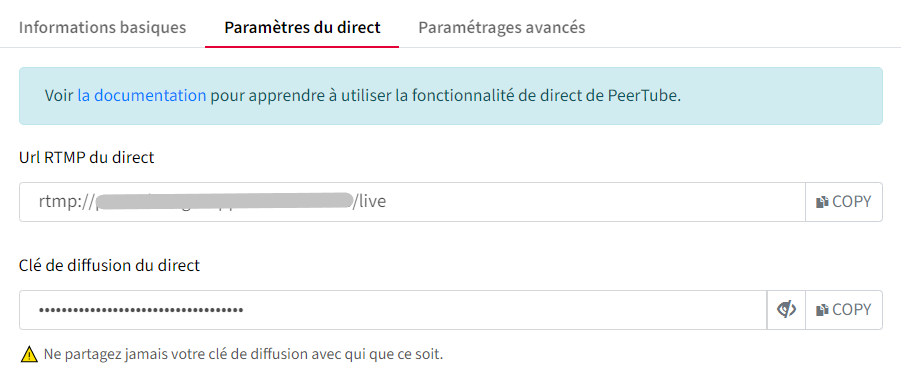 Informations basiques Paramètres du direct Paramétrages avancés
Voir la documentation pour apprendre à utiliser la fonctionnalité de direct de PeerTube.
Url RTMP du direct
rtmp:// /live COPY
Clé de diffusion du direct
•••••••••••••••••••••••••••••••••••• COPY
Ne partagez jamais votre clé de diffusion avec qui que ce soit.